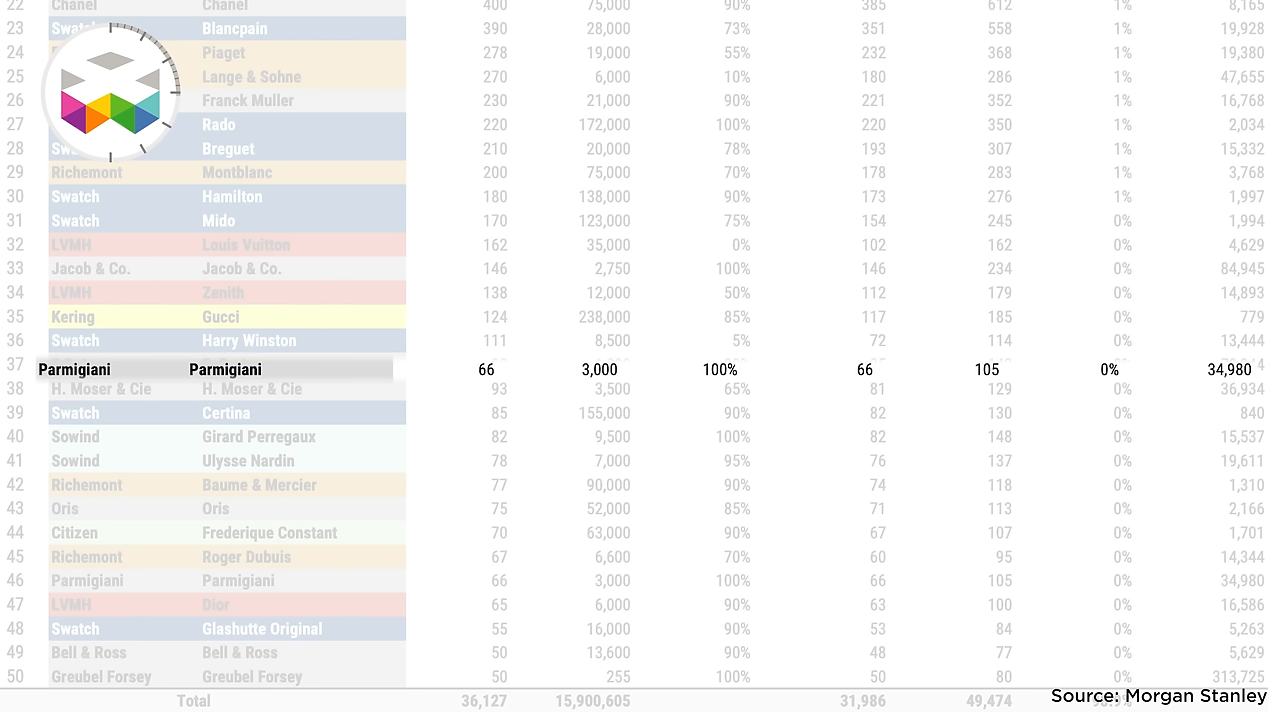 22 Chanel Chanel 400 75,000 90% 385 612 1% 8,165
23 Swatch Blancpain 390 28,000 73% 351 558 1% 19,928
24 Piaget 278 19,000 55% 232 368 1% 19,380
25 Lange & Sohne 270 6,000 10% 180 286 1% 47,655
26 Franck Muller 230 21,000 90% 221 352 1% 16,768
27 Rado 220 172,000 100% 220 350 1% 2,034
28 Breguet 210 20,000 78% 193 307 1% 15,332
29 Richemont Montblanc 200 75,000 70% 178 283 1% 3,768
30 Swatch Hamilton 180 138,000 90% 173 276 1% 1,997
31 Swatch Mido 170 123,000 75% 154 245 0% 1,994
32 LVMH Louis Vuitton 162 35,000 0% 102 162 0% 4,629
33 Jacob & Co. Jacob & Co. 146 2,750 100% 146 234 0% 84,945
34 LVMH Zenith 138 12,000 50% 112 179 0% 14,893
35 Kering Gucci 124 238,000 85% 117 185 0% 779
36 Swatch Harry Winston 111 8,500 5% 72 114 0% 13,444
37
Parmigiani Parmigiani 66 3,000 100% 66 105 0% 34,980
38 H. Moser & Cie H. Moser & Cie 93 3,500 65% 81 129 0% 36,934
39 Swatch Certina 85 155,000 90% 82 130 0% 840
40 Sowind Girard Perregaux 82 9,500 100% 82 148 0% 15,537
41 Sowind Ulysse Nardin 78 7,000 95% 76 137 0% 19,611
42 Richemont Baume & Mercier 77 90,000 90% 74 118 0% 1,310
43 Oris Oris 75 52,000 85% 71 113 0% 2,166
44 Citizen Frederique Constant 70 63,000 90% 67 107 0% 1,701
45 Richemont Roger Dubuis 67 6,600 70% 60 95 0% 14,344
46 Parmigiani Parmigiani 66 3,000 100% 66 105 0% 34,980
47 LVMH Dior 65 6,000 90% 63 100 0% 16,586
48 Swatch Glashutte Original 55 16,000 90% 53 84 0% 5,263
49 Bell & Ross Bell & Ross 50 13,600 90% 48 77 0% 5,629
50 Greubel Forsey Greubel Forsey 50 255 100% 50 80 0% 313,725
Total 36,127 15,900,605 31,986 49,474
Source: Morgan Stanley